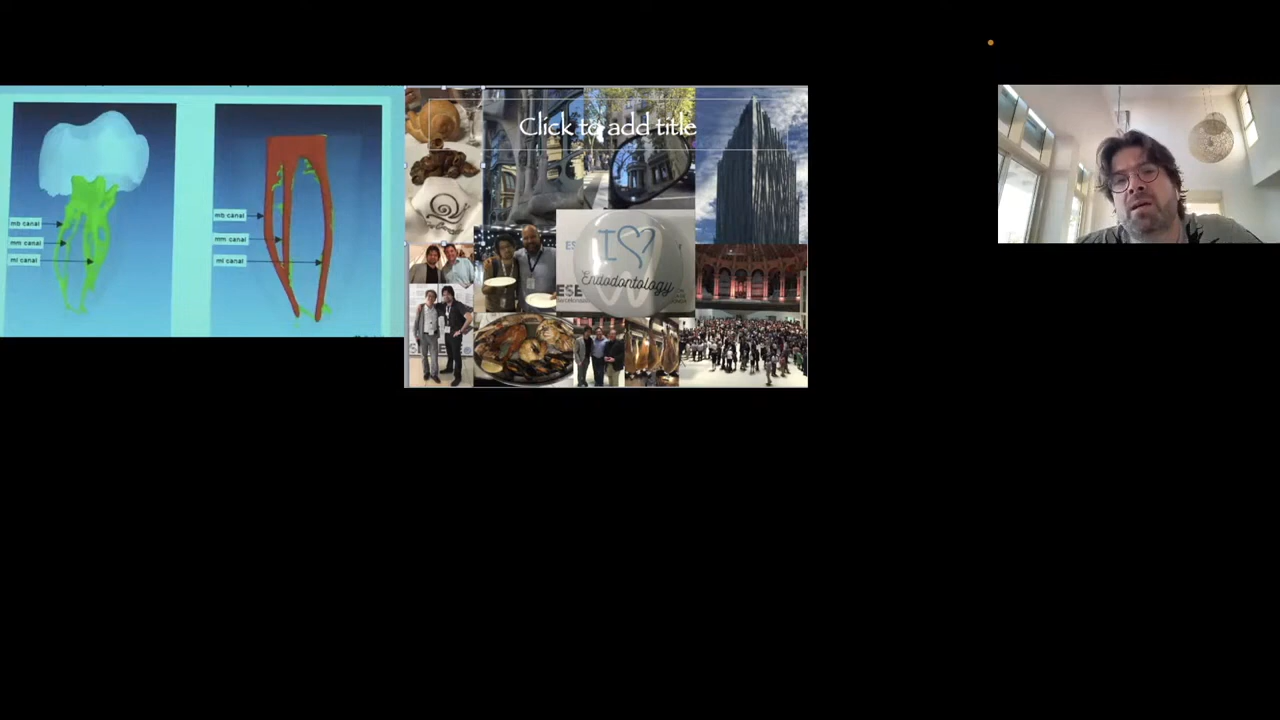 mb canal
mm canal
ml canal
mb canal
mm canal
ml canal
Click to add title
I
Endodontology
ESE